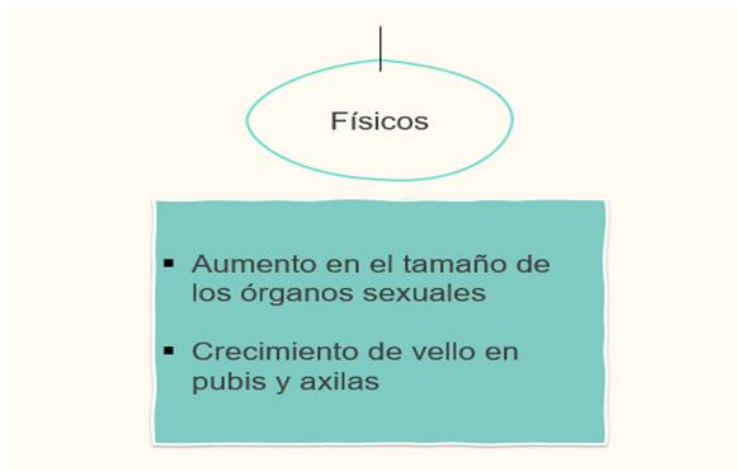 Físicos
▪ Aumento en el tamaño de
los órganos sexuales
▪ Crecimiento de vello en
pubis y axilas